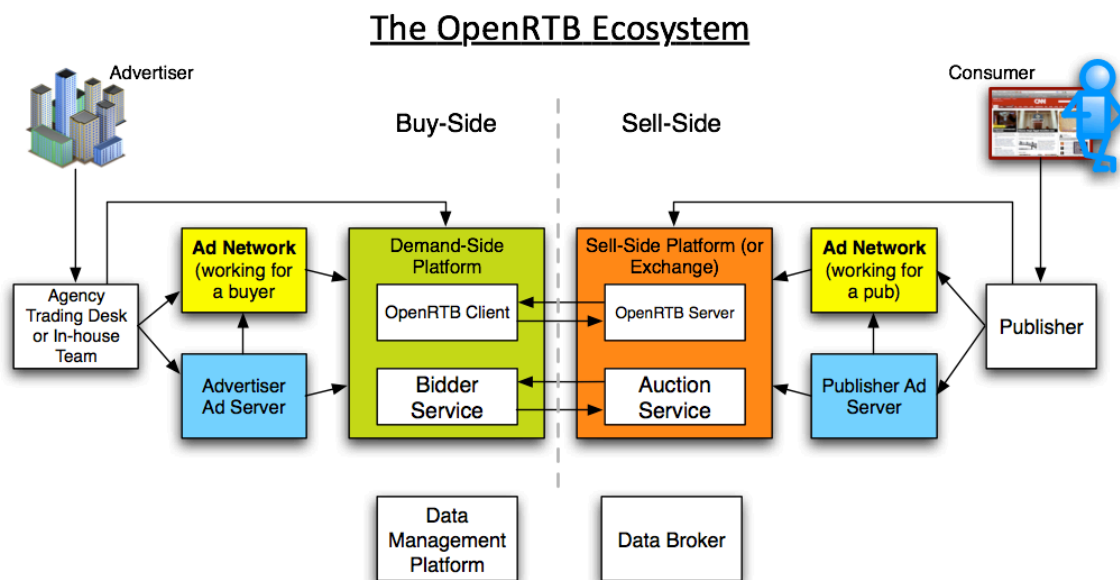 The OpenRTB Ecosystem
Advertiser
Consumer
Buy-Side
Sell-Side
Ad Network
(working for
a buyer
Demand-Side
Platform
Sell-Side Platform (or
Exchange)
Ad Network
(working for
a pub)
Agency
Trading Desk
or In-house
Team
OpenRTB Client
OpenRTB Server
Publisher
Advertiser
Ad Server
Bidder
Service
Auction
Service
Publisher Ad
Server
Data
Management
Platform
Data Broker
CNN